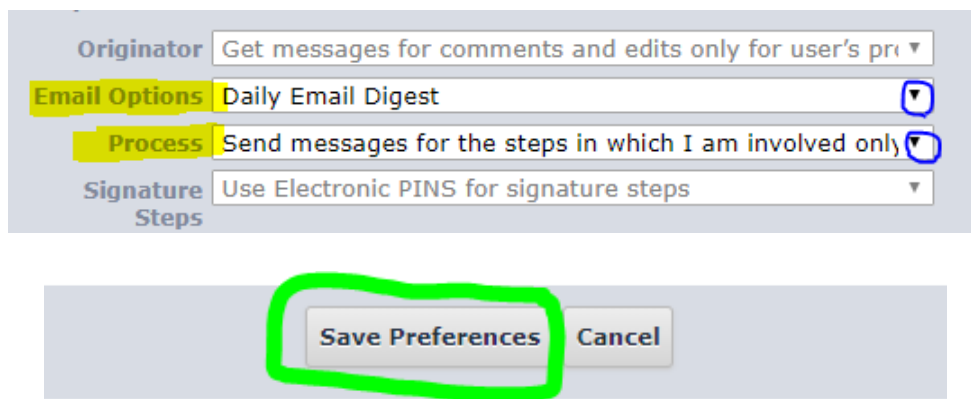 Originator Get messages for comments and edits only for user's pr
Email Options Daily Email Digest
Process Send messages for the steps in which I am involved only
Signature Use Electronic PINS for signature steps
Steps
Save Preferences Cancel